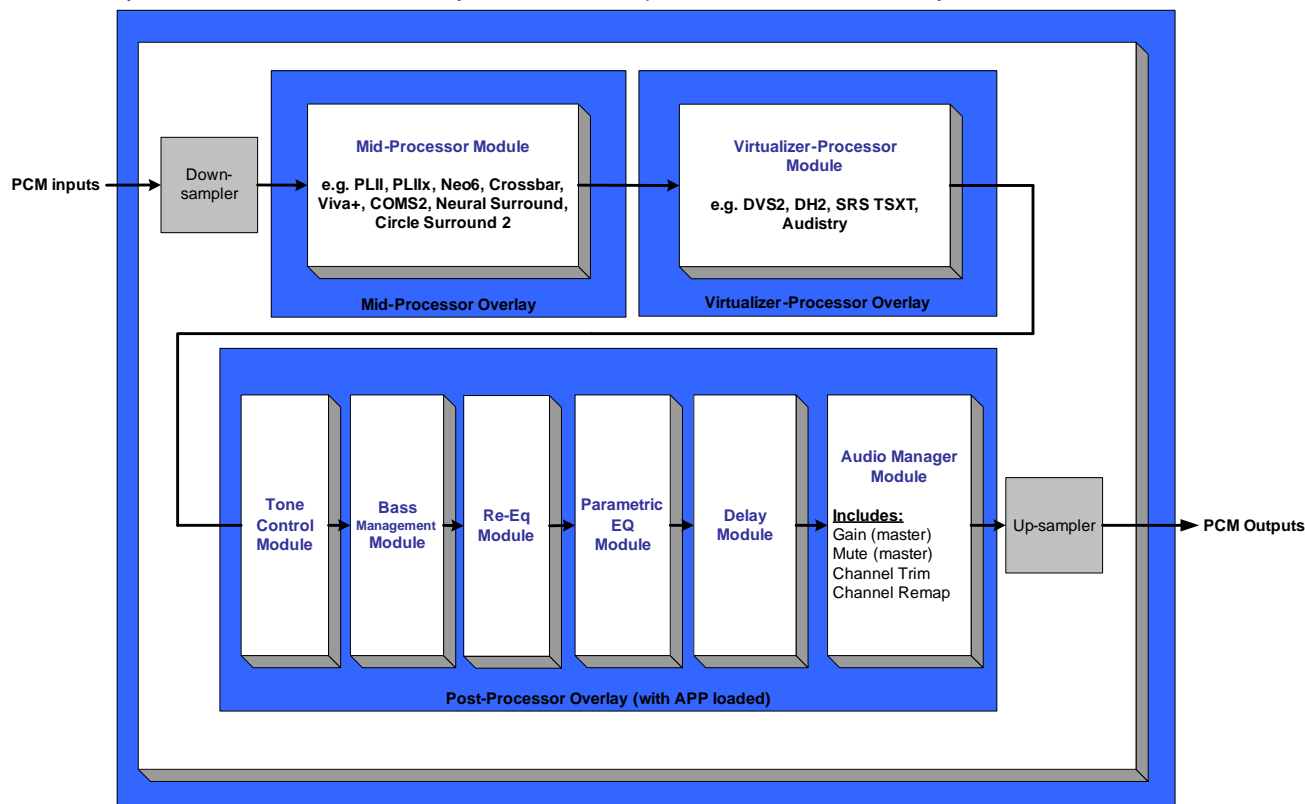 PCM inputs
Down-
sampler
Mid-Processor Module
e.g. PLII, PLIIx, Neo6, Crossbar,
Viva+, COMS2, Neural Surround,
Circle Surround 2
Mid-Processor Overlay
Virtualizer-Processor
Module
e.g. DVS2, DH2, SRS TSXT,
Audistry
Virtualizer-Processor Overlay
Tone
Control
Module
Bass
Management
Module
Re-Eq
Module
Parametric
EQ
Module
Delay
Module
Audio Manager
Module
Includes:
Gain (master)
Mute (master)
Channel Trim
Channel Remap
Up-sampler
PCM Outputs
Post-Processor Overlay (with APP loaded)